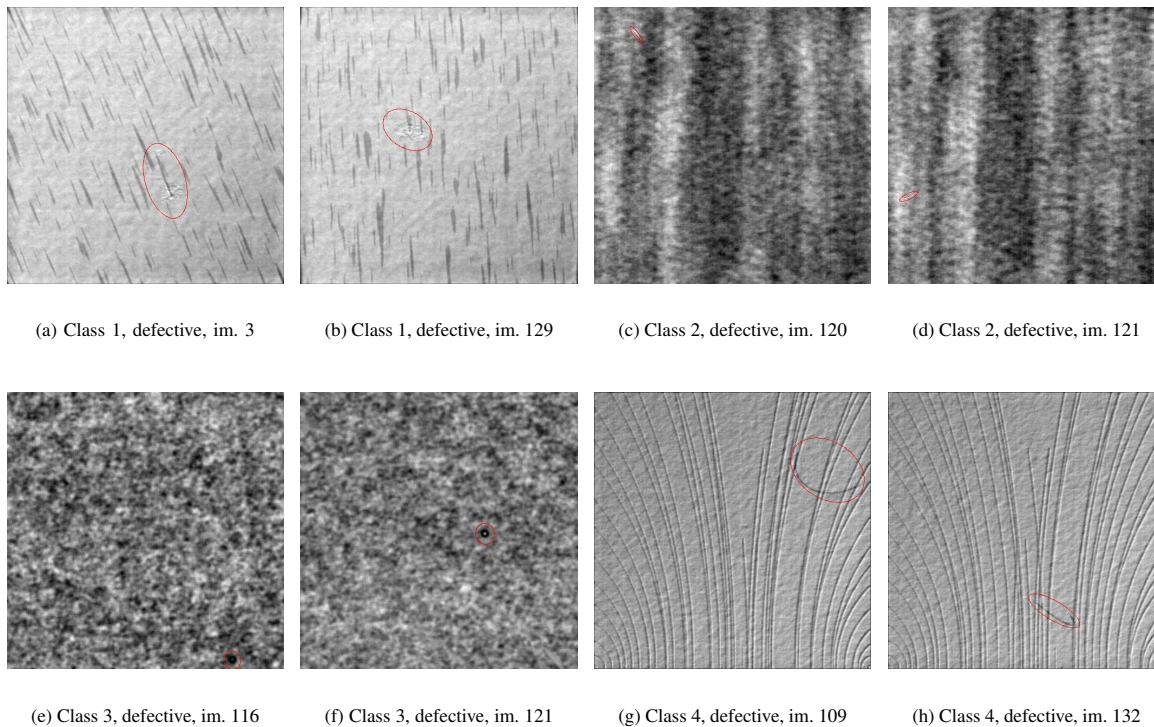 (a) Class 1, defective, im. 3
(b) Class 1, defective, im. 129
(c) Class 2, defective, im. 120
(d) Class 2, defective, im. 121
(e) Class 3, defective, im. 116
(f) Class 3, defective, im. 121
(g) Class 4, defective, im. 109
(h) Class 4, defective, im. 132